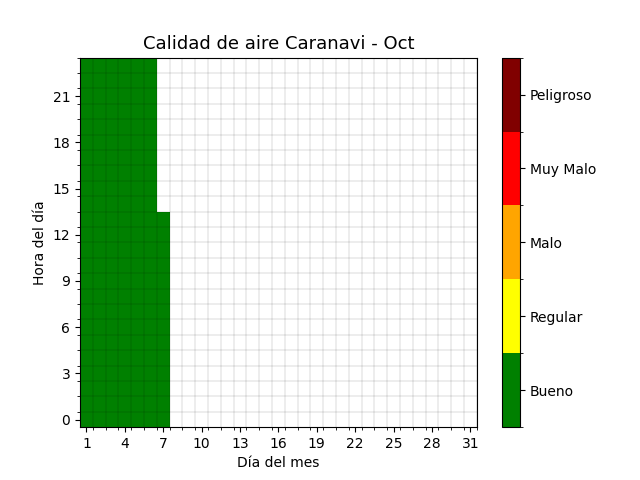 Calidad de aire Caranavi - Oct
Hora del día
21
18
15
12
9
6
3
0
1 4 7 10 13 16 19 22 25 28 31
Día del mes
Peligroso
Muy Malo
Malo
Regular
Bueno